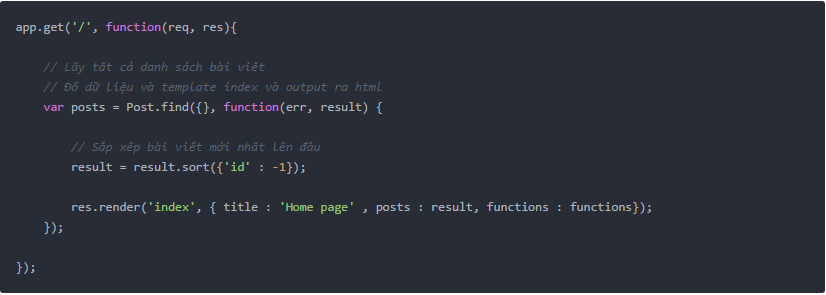 app.get('/', function(req, res){
// Lấy tất cả danh sách bài viết
// Đổ dữ liệu và template index và output ra html
var posts = Post.find({}, function(err, result) {
// Sắp xếp bài viết mới nhất lên đầu
result = result.sort({'id' : -1});
res.render('index', { title : 'Home page' , posts : result, functions : functions});
});
});